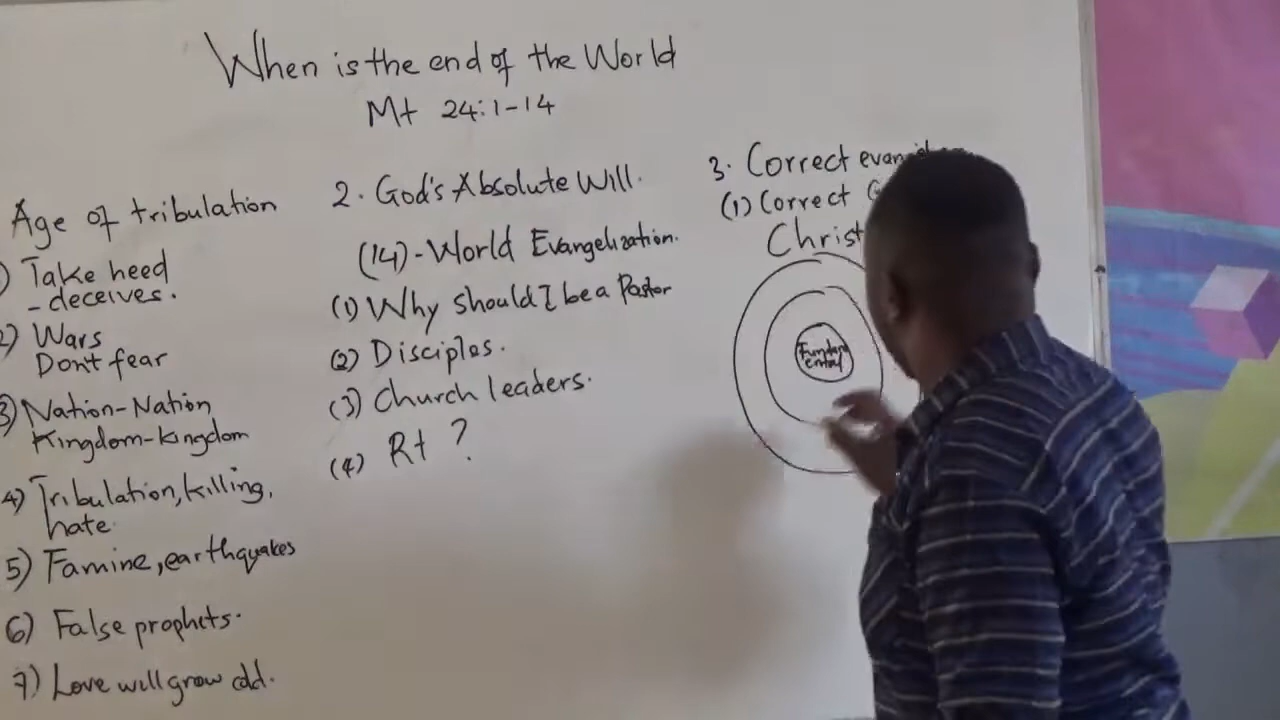 When is the end of the World
Mt 24:1-14
Age of tribulation
) Take heed
- deceives.
2) Wars
Don't fear
3) Nation-Nation
Kingdom-kingdom
4) Tribulation, killing,
hate.
5) Famine, earthquakes
6) False prophets.
7) Love will grow cold.
2. God's Absolute Will.
(14)-World Evangelization.
(1) Why should I be a Pastor
(2) Disciples.
(3) Church leaders.
(4) Rt ?
3. Correct
(1) Correct
Christ
Fundam
ental